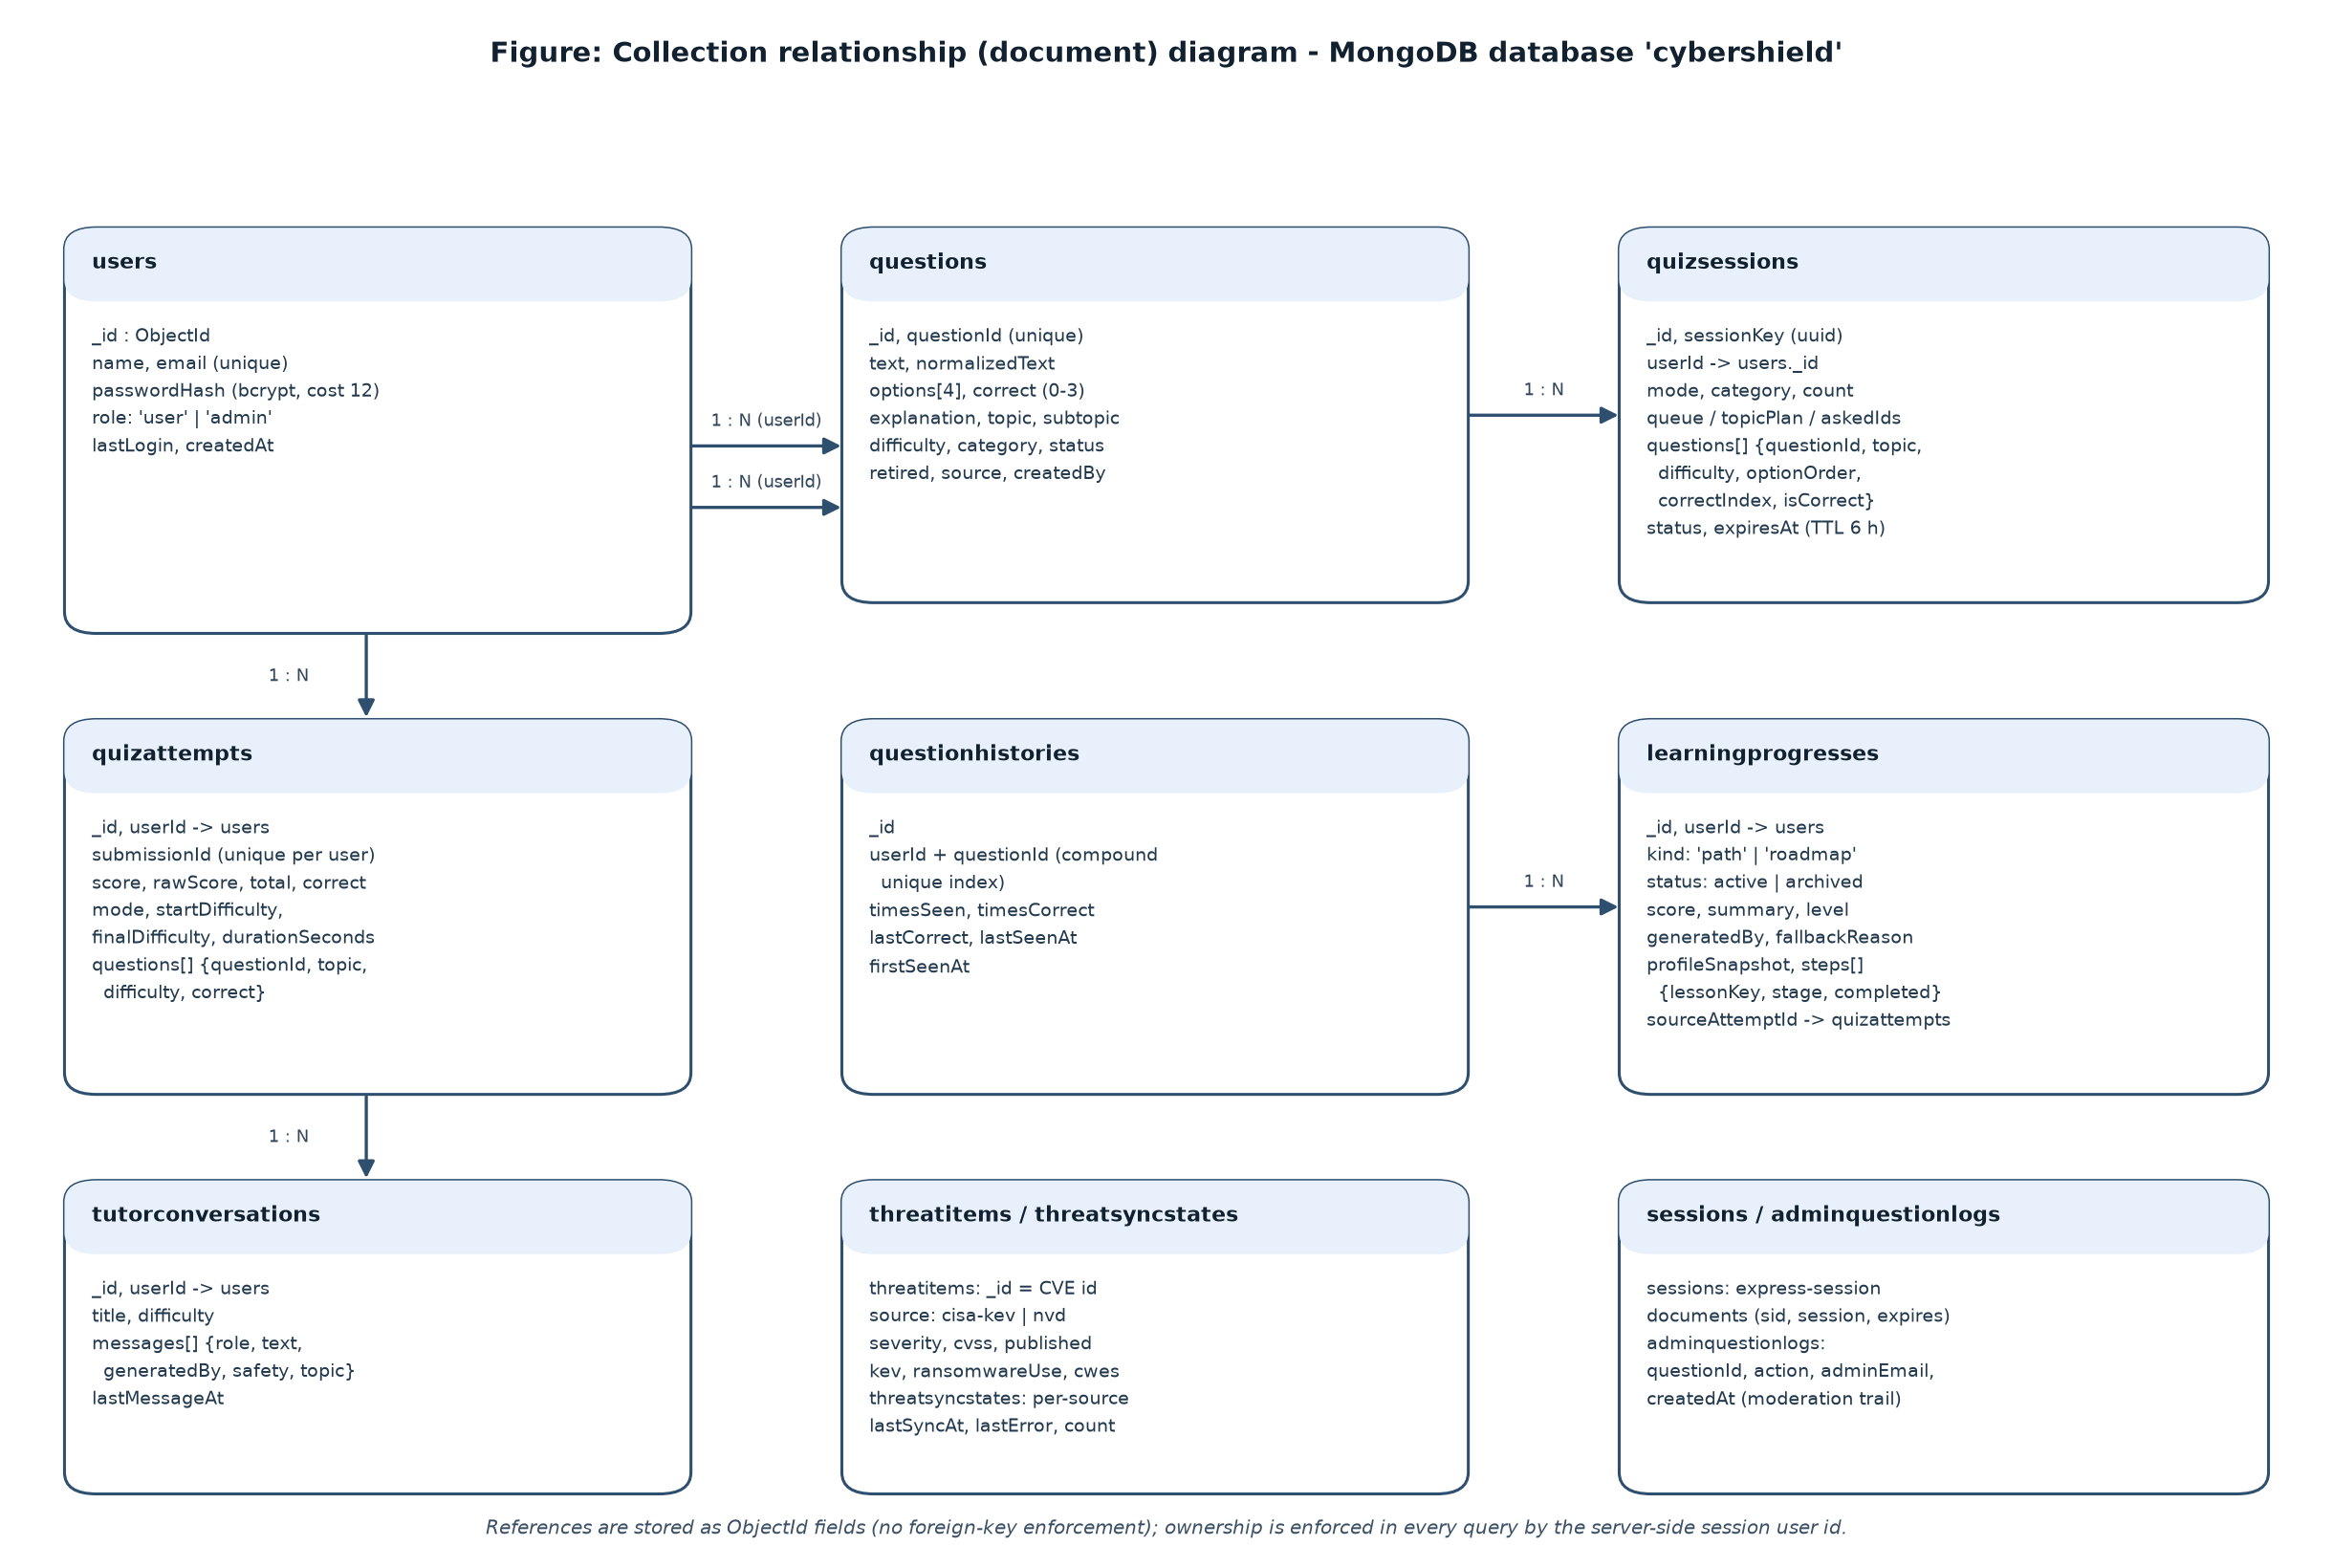 Figure: Collection relationship (document) diagram - MongoDB database 'cybershield'
users
_id : ObjectId
name, email (unique)
passwordHash (bcrypt, cost 12)
role: 'user' | 'admin'
lastLogin, createdAt
1 : N (userId)
1 : N (userId)
questions
_id, questionId (unique)
text, normalizedText
options[4], correct (0-3)
explanation, topic, subtopic
difficulty, category, status
retired, source, createdBy
1 : N
quizsessions
_id, sessionKey (uuid)
userId -> users._id
mode, category, count
queue / topicPlan / askedIds
questions[] {questionId, topic,
difficulty, optionOrder,
correctIndex, isCorrect}
status, expiresAt (TTL 6 h)
1 : N
quizattempts
_id, userId -> users
submissionId (unique per user)
score, rawScore, total, correct
mode, startDifficulty,
finalDifficulty, durationSeconds
questions[] {questionId, topic,
difficulty, correct}
questionhistories
_id
userId + questionId (compound
unique index)
timesSeen, timesCorrect
lastCorrect, lastSeenAt
firstSeenAt
1 : N
learningprogresses
_id, userId -> users
kind: 'path' | 'roadmap'
status: active | archived
score, summary, level
generatedBy, fallbackReason
profileSnapshot, steps[]
{lessonKey, stage, completed}
sourceAttemptId -> quizattempts
1 : N
tutorconversations
_id, userId -> users
title, difficulty
messages[] {role, text,
generatedBy, safety, topic}
lastMessageAt
threatitems / threatsyncstates
threatitems: _id = CVE id
source: cisa-kev | nvd
severity, cvss, published
kev, ransomwareUse, cwes
threatsyncstates: per-source
lastSyncAt, lastError, count
sessions / adminquestionlogs
sessions: express-session
documents (sid, session, expires)
adminquestionlogs:
questionId, action, adminEmail,
createdAt (moderation trail)
References are stored as ObjectId fields (no foreign-key enforcement); ownership is enforced in every query by the server-side session user id.